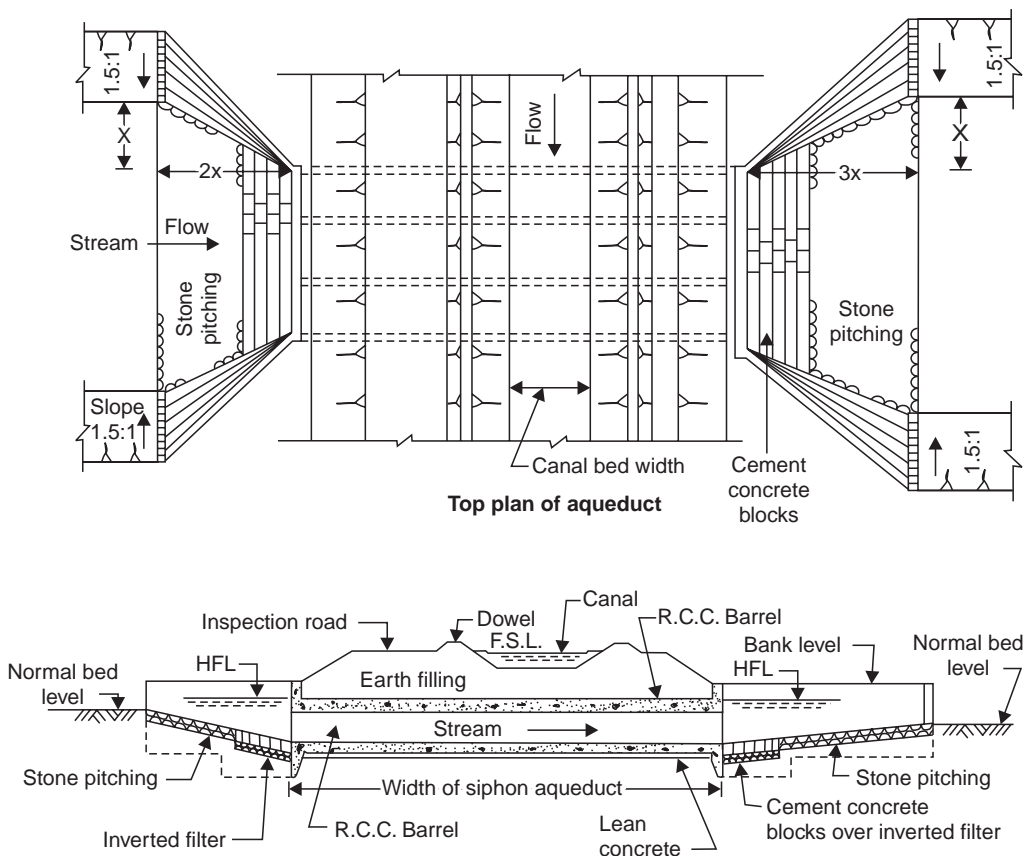 1.5:1
1.5:1
X
X
Flow
2x
3x
Stream
Flow
Stone
pitching
Stone
pitching
Slope
1.5:1
1.5:1
Canal bed width
Cement
concrete
blocks
Top plan of aqueduct
Canal
Dowel
Inspection road
F.S.L.
R.C.C. Barrel
Bank level
Normal bed
level
Normal bed
level
HFL
HFL
Earth filling
Stream
Stone pitching
Width of siphon aqueduct
Stone pitching
Inverted filter
R.C.C. Barrel
Lean
concrete
Cement concrete
blocks over inverted filter